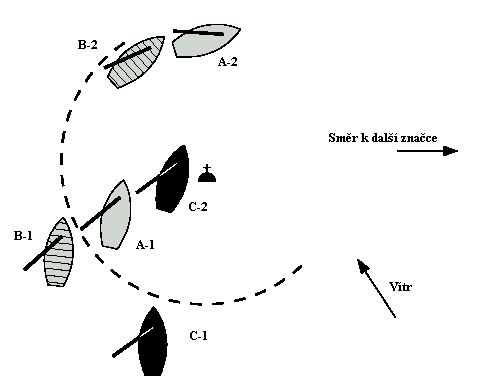 B-2
A-2
Směr k další značce
C-2
B-1
A-1
Vítr
C-1